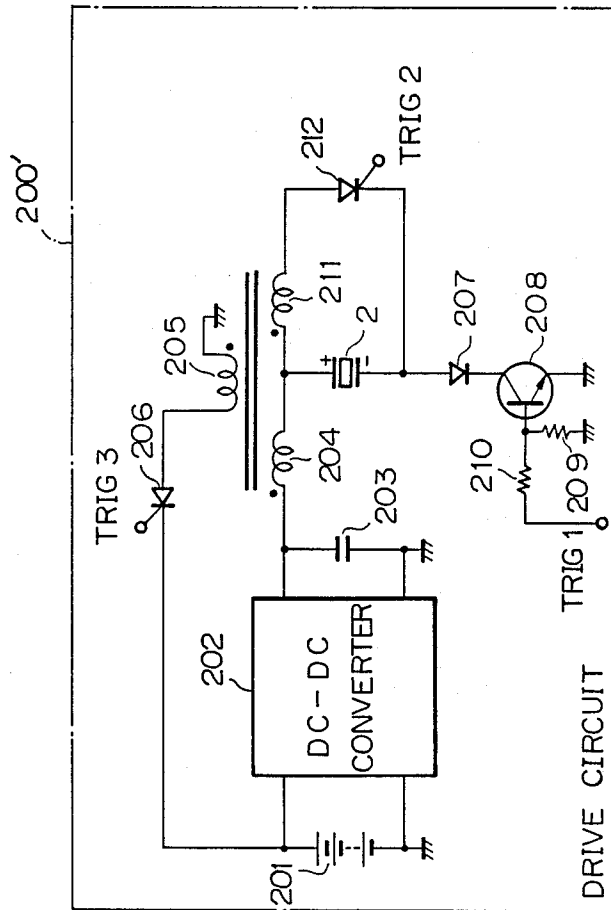 200'
TRIG 3
206
205
212
TRIG 2
211
204
+
2
-
207
208
203
202
DC-DC
CONVERTER
210
209
TRIG 1
201
DRIVE CIRCUIT